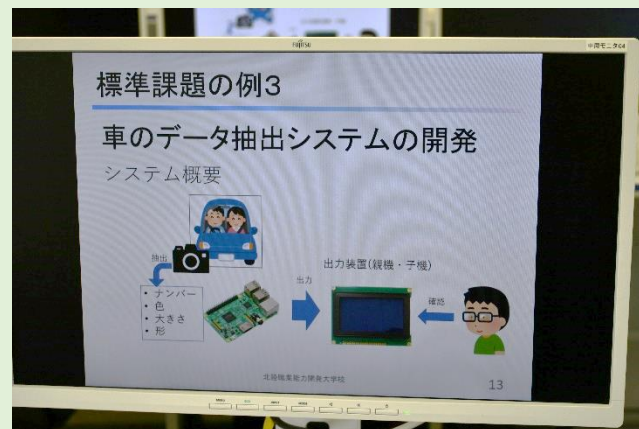 FUJITSU
標準課題の例3
車のデータ抽出システムの開発
システム概要
抽出
・ナンバー
・色
・大きさ
・形
出力
出力装置(親機・子機)
確認
北陸職業能力開発大学校
13